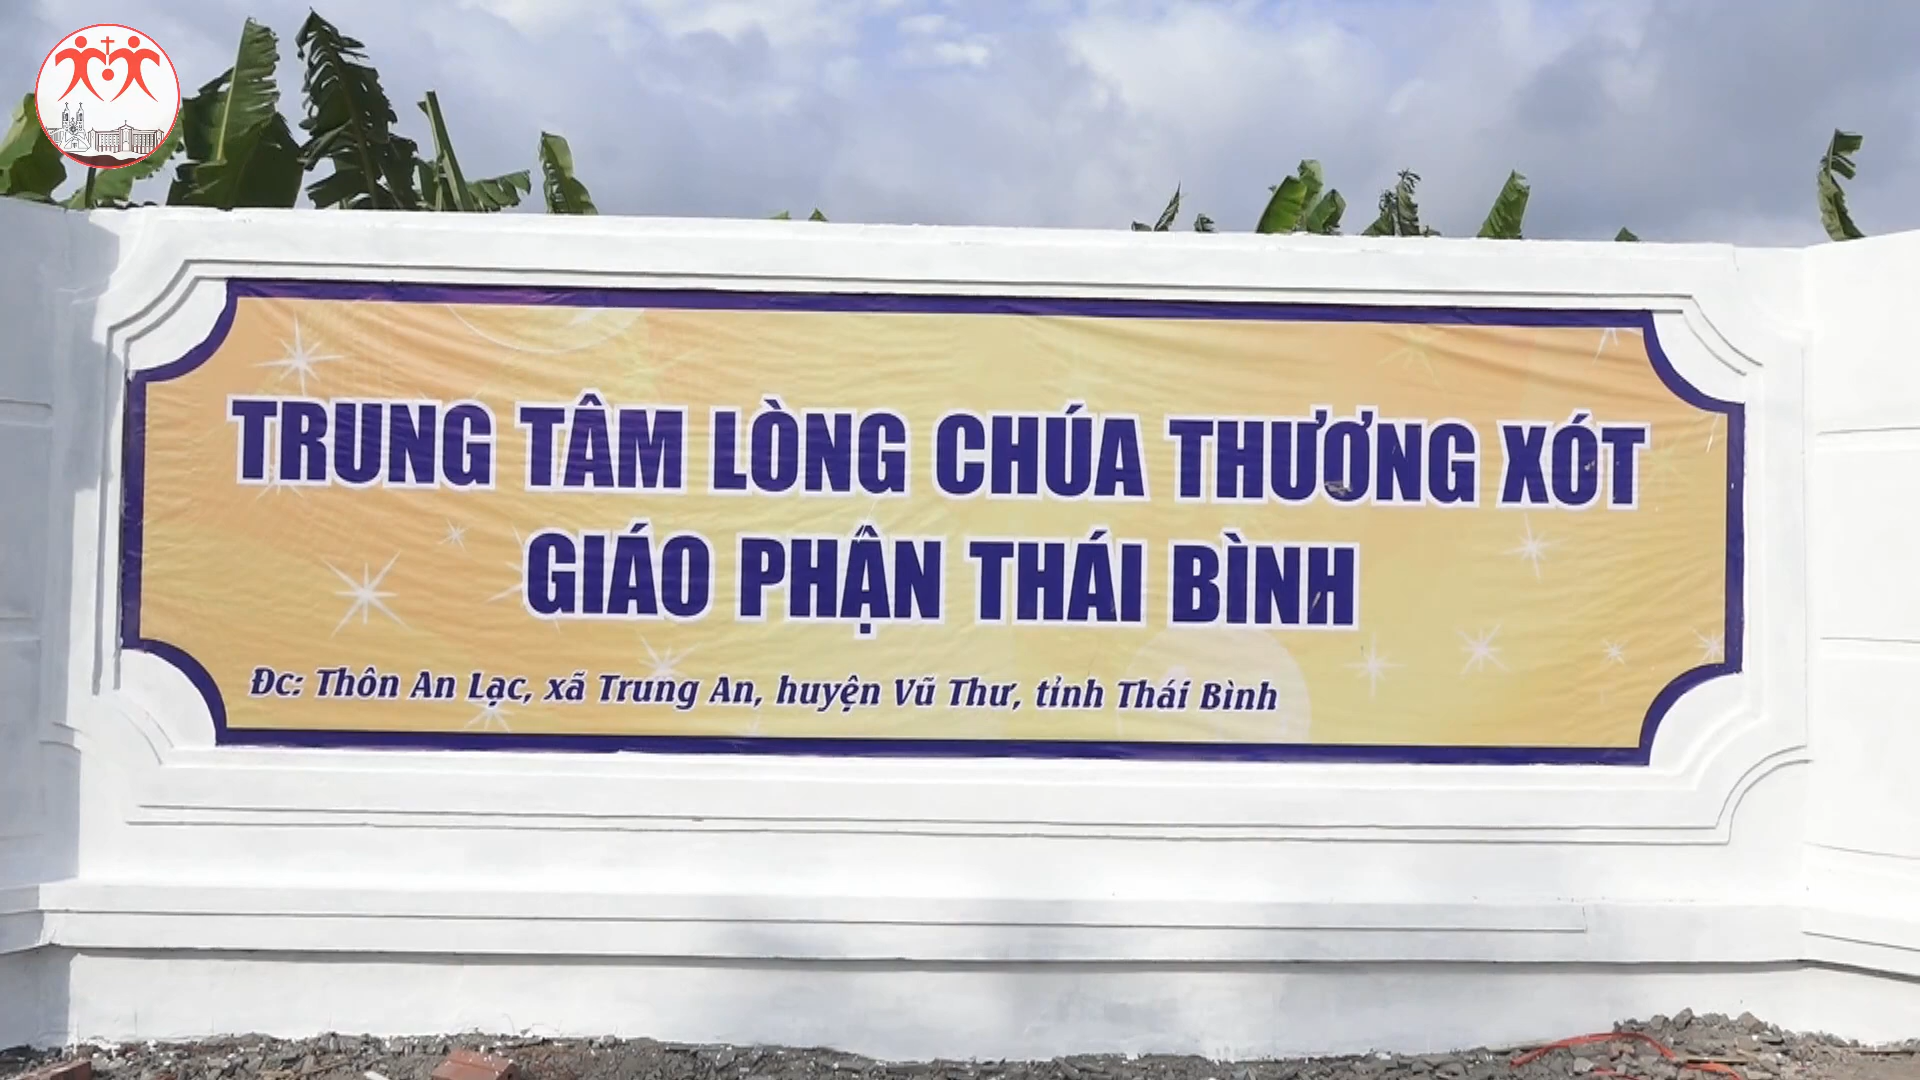 TRUNG TÂM LÒNG CHÚA THƯƠNG XÓT
GIÁO PHẬN THÁI BÌNH
Đc: Thôn An Lạc, xã Trung An, huyện Vũ Thư, tỉnh Thái Bình